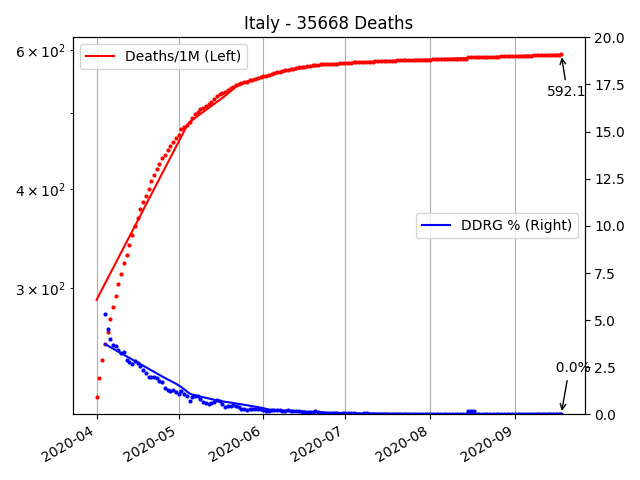 Italy - 35668 Deaths
Deaths/1M (Left)
DDRG % (Right)
6 × 10²
4 × 10²
3 × 10²
20.0
17.5
15.0
12.5
10.0
7.5
5.0
2.5
0.0
592.1
0.0%
2020-04
2020-05
2020-06
2020-07
2020-08
2020-09